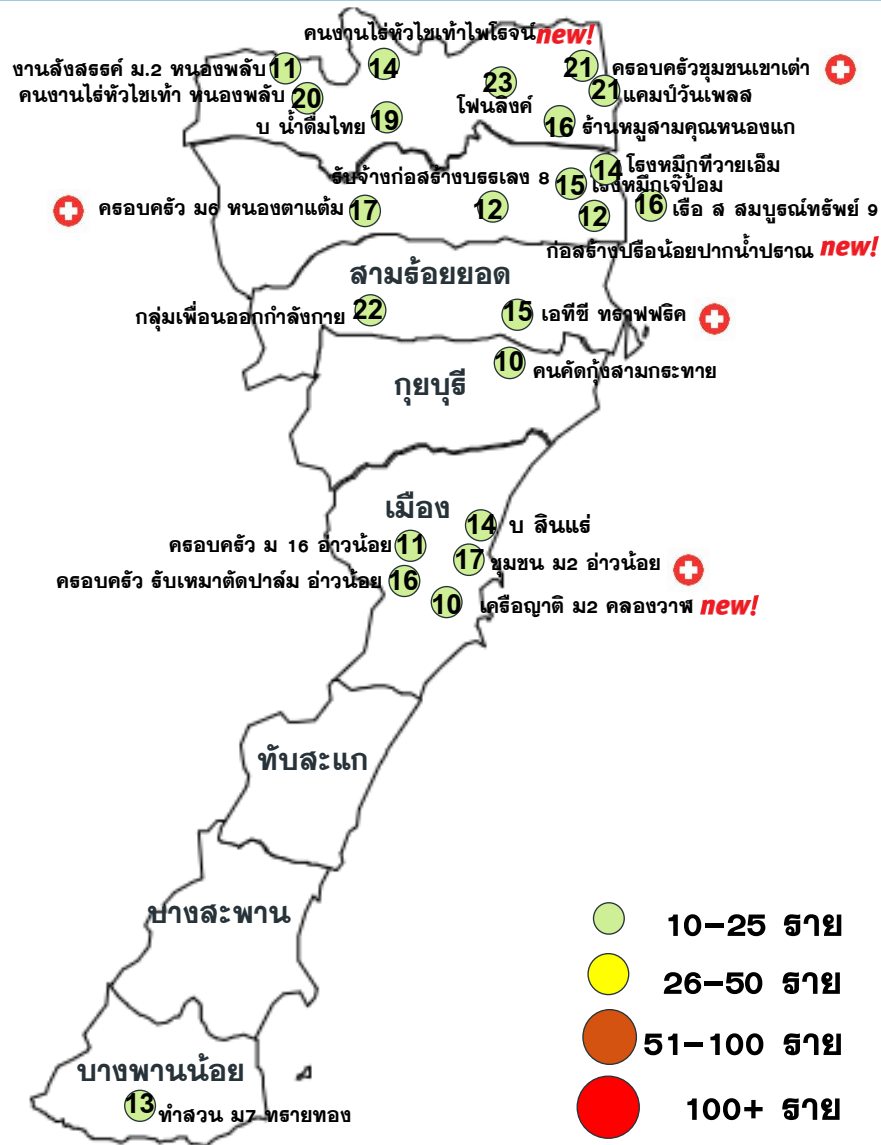 คนงานไร่หัวไชเท้าไพโรจน์ new!
งานสังสรรค์ ม.2 หนองพลับ 11
14
21 ครอบครัวชุมชนเขาเต่า
คนงานไร่หัวไชเท้า หนองพลับ 20
23
โฟนลิงค์
21 แคมป์วันเพลส
บ น้ำดื่มไทย 19
16 ร้านหมูสามคุณหนองแก
14 โรงหมึกทีวายเอ็ม
รับจ้างก่อสร้างบรรเลง 8
15 โรงหมึกเจ๊ป้อม
ครอบครัว ม6 หนองตาแต้ม 17
12
12
16 เรือ ส สมบูรณ์ทรัพย์ 9
ก่อสร้างปรือน้อยปากน้ำปราณ new!
สามร้อยยอด
กลุ่มเพื่อนออกกำลังกาย 22
15 เอทีซี ทราฟฟริค
10 คนคัดกุ้งสามกระทาย
กุยบุรี
เมือง
14 บ สินแร่
ครอบครัว ม 16 อ่าวน้อย 11
17 ชุมชน ม2 อ่าวน้อย
ครอบครัว รับเหมาตัดปาล์ม อ่าวน้อย 16
10 เครือญาติ ม2 คลองวาฬ new!
ทับสะแก
บางสะพาน
บางพานน้อย
13 ทำสวน ม7 ทรายทอง
10-25 ราย
26-50 ราย
51-100 ราย
100+ ราย